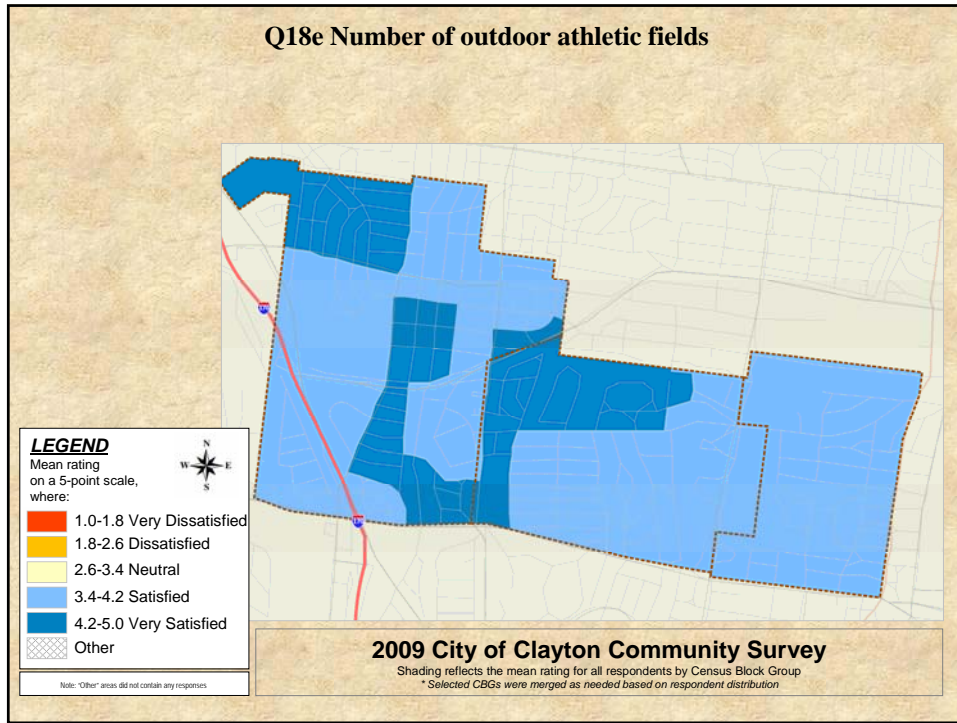 Q18e Number of outdoor athletic fields
LEGEND
Mean rating
on a 5-point scale,
where:
N
W E
S
1.0-1.8 Very Dissatisfied
1.8-2.6 Dissatisfied
2.6-3.4 Neutral
3.4-4.2 Satisfied
4.2-5.0 Very Satisfied
Other
Note: "Other" areas did not contain any responses
2009 City of Clayton Community Survey
Shading reflects the mean rating for all respondents by Census Block Group
* Selected CBGs were merged as needed based on respondent distribution